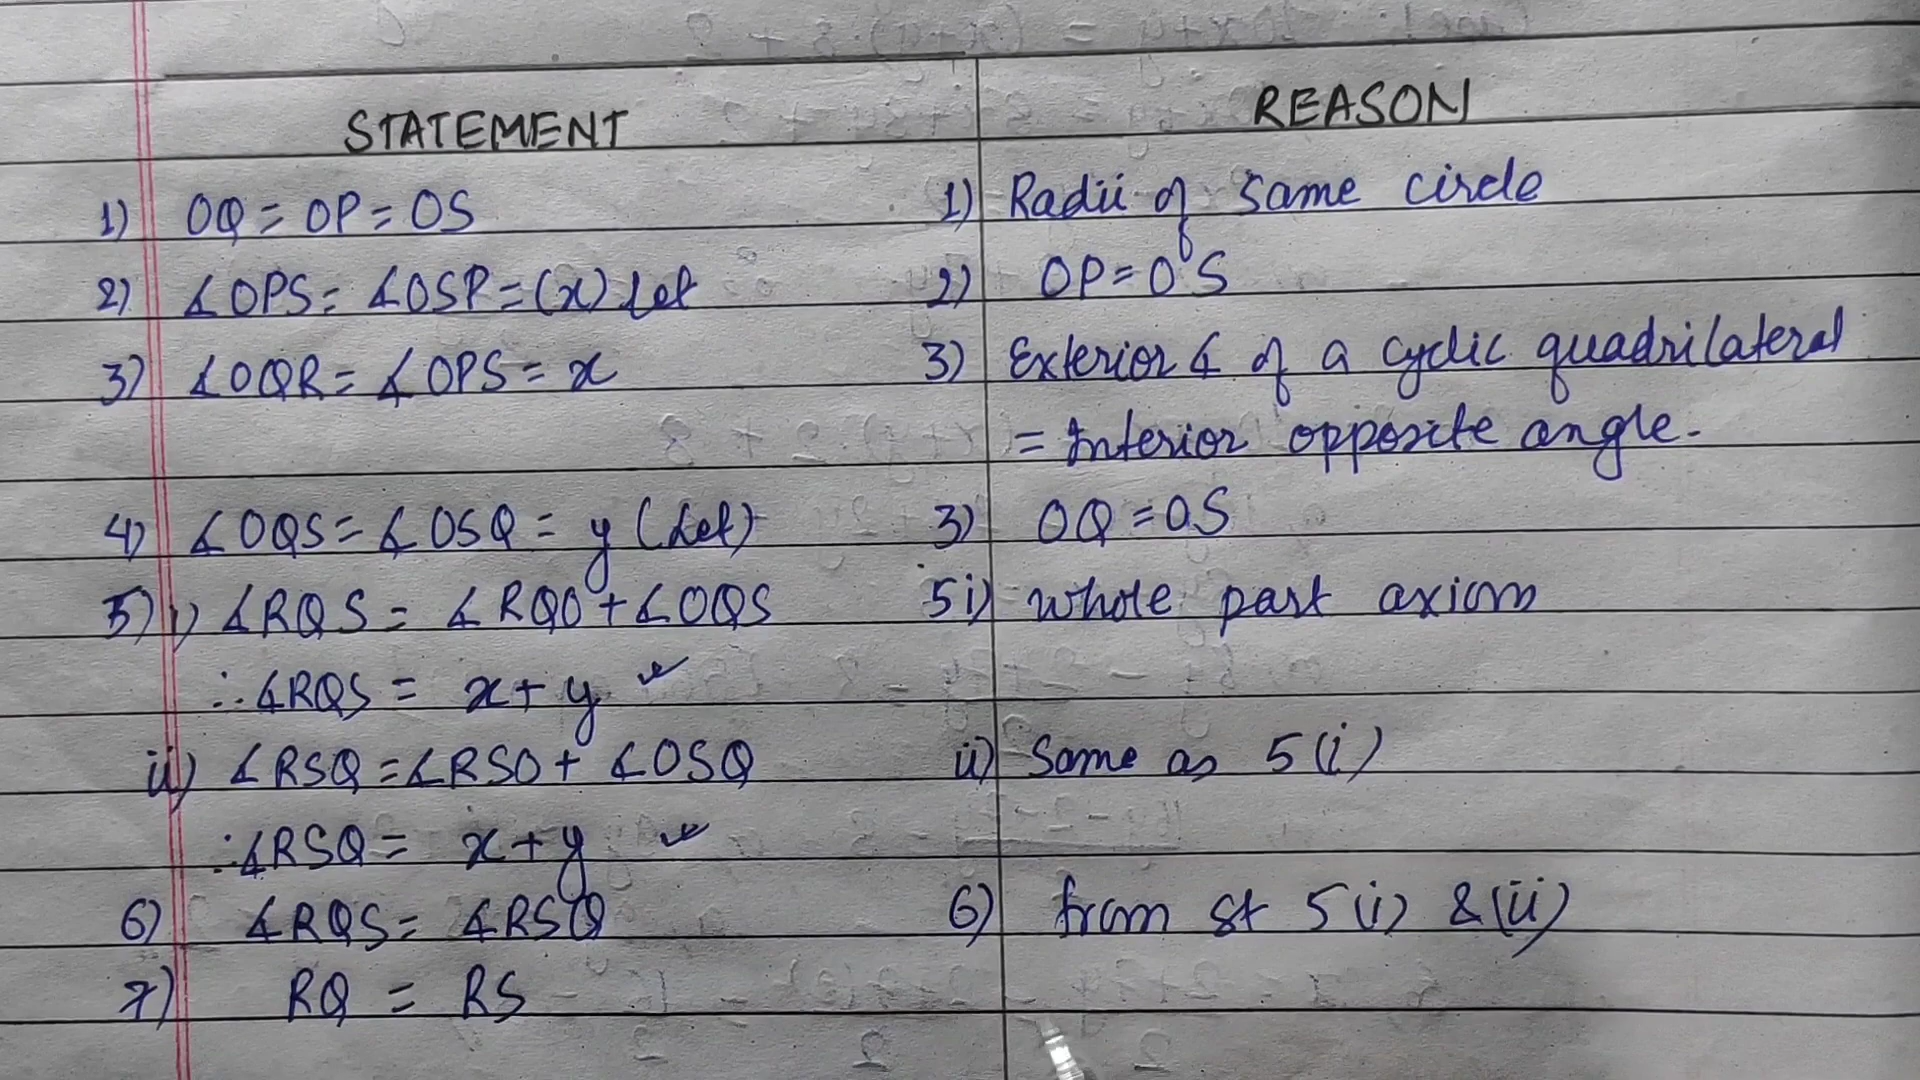 STATEMENT REASON
1) OQ = OP = OS 1) Radii of same circle
2) ∡OPS = ∡OSP = (x) Let 2) OP = OS
3) ∡OQR = ∡OPS = x 3) Exterior ∡ of a cyclic quadrilateral
= Interior opposite angle.
4) ∡OQS = ∡OSQ = y (Let) 3) OQ = OS
5) i) ∡RQS = ∡RQO + ∡OQS 5i) whole part axiom
∴ ∡RQS = x + y
ii) ∡RSQ = ∡RSO + ∡OSQ ii) Same as 5(i)
∴ ∡RSQ = x + y
6) ∡RQS = ∡RSQ 6) from st 5(i) & (ii)
7) RQ = RS